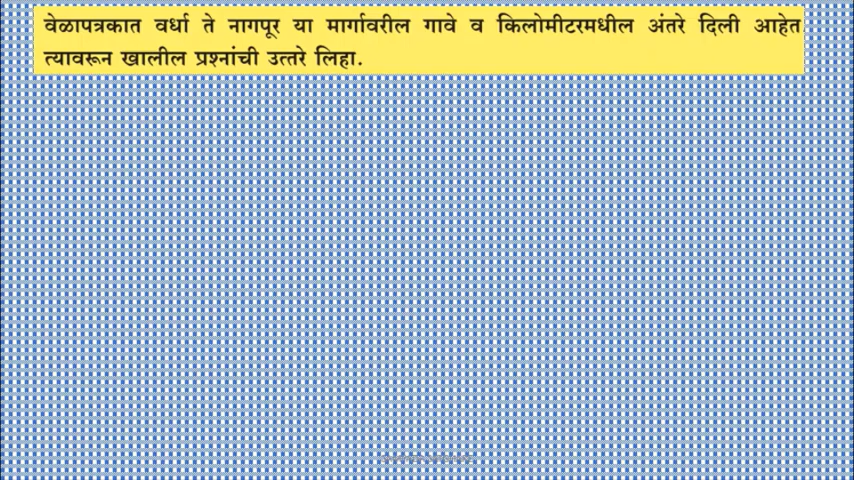 वेळापत्रकात वर्धा ते नागपूर या मार्गावरील गावे व किलोमीटरमधील अंतरे दिली आहेत
त्यावरून खालील प्रश्नांची उत्तरे लिहा.